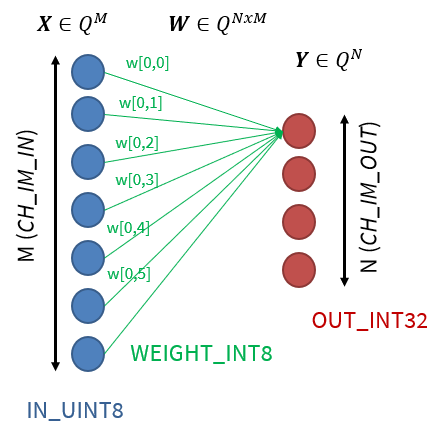 X ∈ Q^M
W ∈ Q^{NxM}
Y ∈ Q^N
w[0,0]
w[0,1]
w[0,2]
w[0,3]
w[0,4]
w[0,5]
M (CH_IM_IN)
N (CH_IM_OUT)
OUT_INT32
WEIGHT_INT8
IN_UINT8